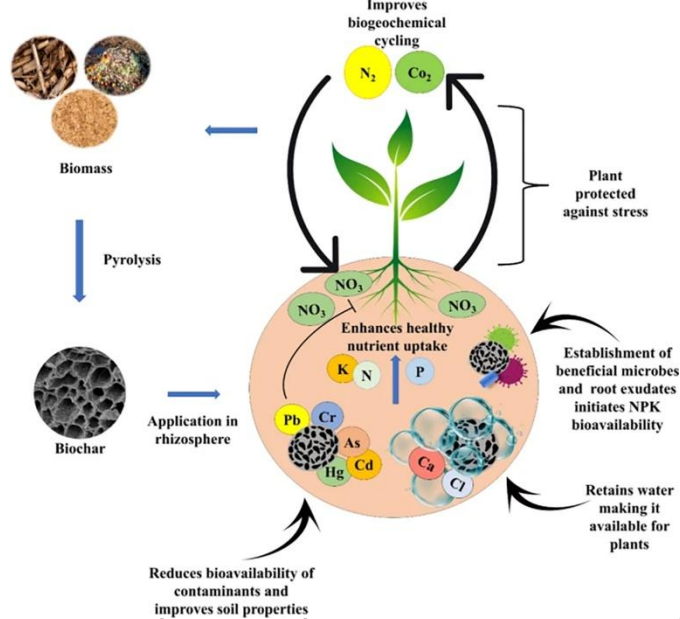 Improves
biogeochemical
cycling
N₂
Co₂
Biomass
Plant
protected
against stress
Pyrolysis
NO₃
NO₃
NO₃
Enhances healthy
nutrient uptake
K
N
P
Establishment of
beneficial microbes
and root exudates
initiates NPK
bioavailability
Biochar
Application in
rhizosphere
Pb
Cr
As
Hg
Cd
Ca
Cl
Retains water
making it
available for
plants
Reduces bioavailability of
contaminants and
improves soil properties